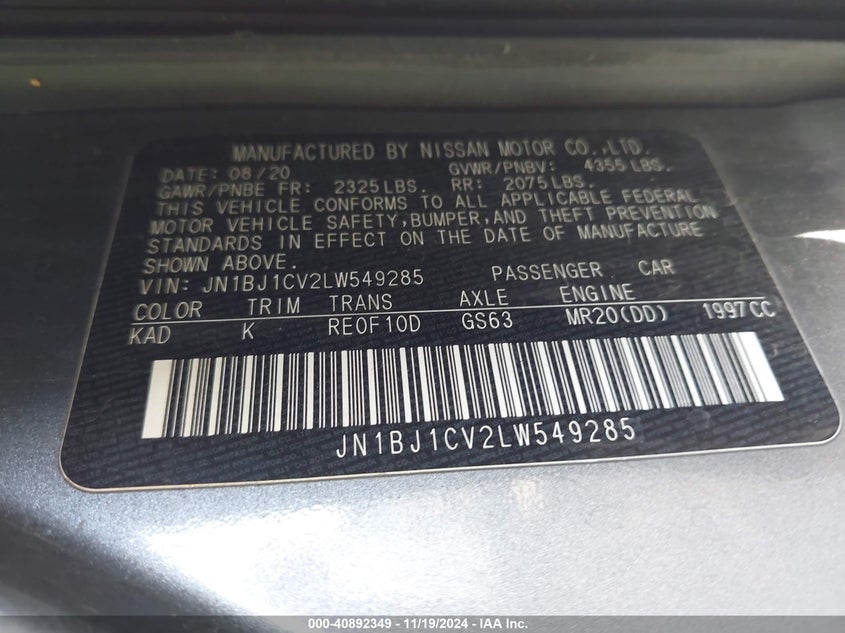 MANUFACTURED BY NISSAN MOTOR CO.,LTD.
DATE: 08/20 GVWR/PNBV: 4355 LBS.
GAWR/PNBE FR: 2325 LBS. RR: 2075 LBS.
THIS VEHICLE CONFORMS TO ALL APPLICABLE FEDERAL
MOTOR VEHICLE SAFETY,BUMPER,AND THEFT PREVENTION
STANDARDS IN EFFECT ON THE DATE OF MANUFACTURE
SHOWN ABOVE.
VIN: JN1BJ1CV2LW549285 PASSENGER CAR
COLOR TRIM TRANS AXLE ENGINE
KAD K RE0F10D GS63 MR20(DD) 1997CC
JN1BJ1CV2LW549285
000-40892349 - 11/19/2024 - IAA Inc.